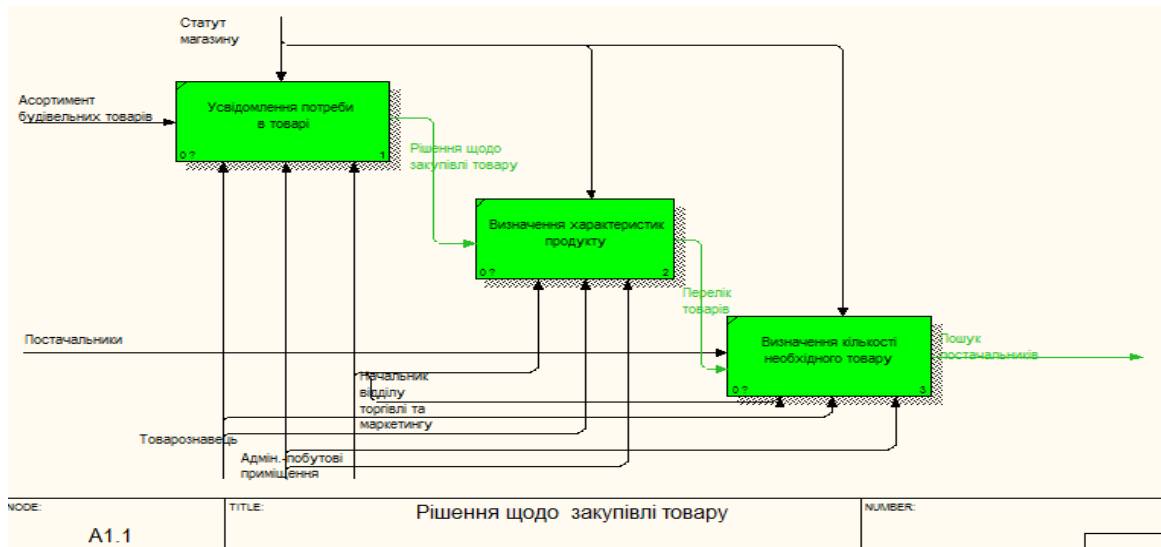 Статут
магазину
Асортимент
будівельних товарів
Усвідомлення потреби
в товарі
0 ?
1
Рішення щодо
закупівлі товару
Визначення характеристик
продукту
0 ?
2
Перелік
товарів
Постачальники
Визначення кількості
необхідного товару
0 ?
3
Пошук
постачальників
Начальник
відділу
торгівлі та
маркетингу
Товарознавець
Адмін.-побутові
приміщення
NODE:
A1.1
TITLE:
Рішення щодо закупівлі товару
NUMBER: